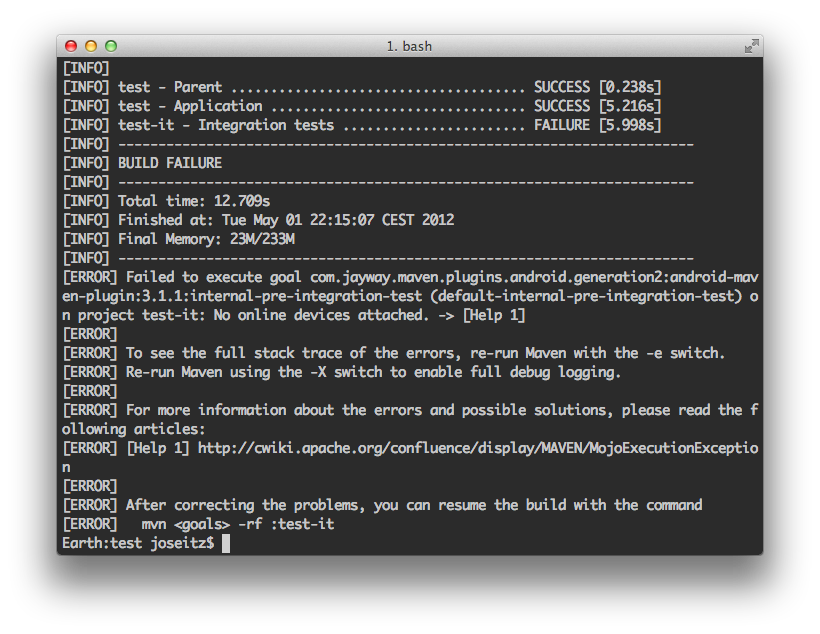 1. bash
[INFO]
[INFO] test - Parent ..................................... SUCCESS [0.238s]
[INFO] test - Application ................................ SUCCESS [5.216s]
[INFO] test-it - Integration tests ....................... FAILURE [5.998s]
[INFO] ------------------------------------------------------------------------
[INFO] BUILD FAILURE
[INFO] ------------------------------------------------------------------------
[INFO] Total time: 12.709s
[INFO] Finished at: Tue May 01 22:15:07 CEST 2012
[INFO] Final Memory: 23M/233M
[INFO] ------------------------------------------------------------------------
[ERROR] Failed to execute goal com.jayway.maven.plugins.android.generation2:android-mav
en-plugin:3.1.1:internal-pre-integration-test (default-internal-pre-integration-test) o
n project test-it: No online devices attached. -> [Help 1]
[ERROR]
[ERROR] To see the full stack trace of the errors, re-run Maven with the -e switch.
[ERROR] Re-run Maven using the -X switch to enable full debug logging.
[ERROR]
[ERROR] For more information about the errors and possible solutions, please read the f
ollowing articles:
[ERROR] [Help 1] http://cwiki.apache.org/confluence/display/MAVEN/MojoExecutionExceptio
n
[ERROR]
[ERROR] After correcting the problems, you can resume the build with the command
[ERROR]   mvn <goals> -rf :test-it
Earth:test joseitz$